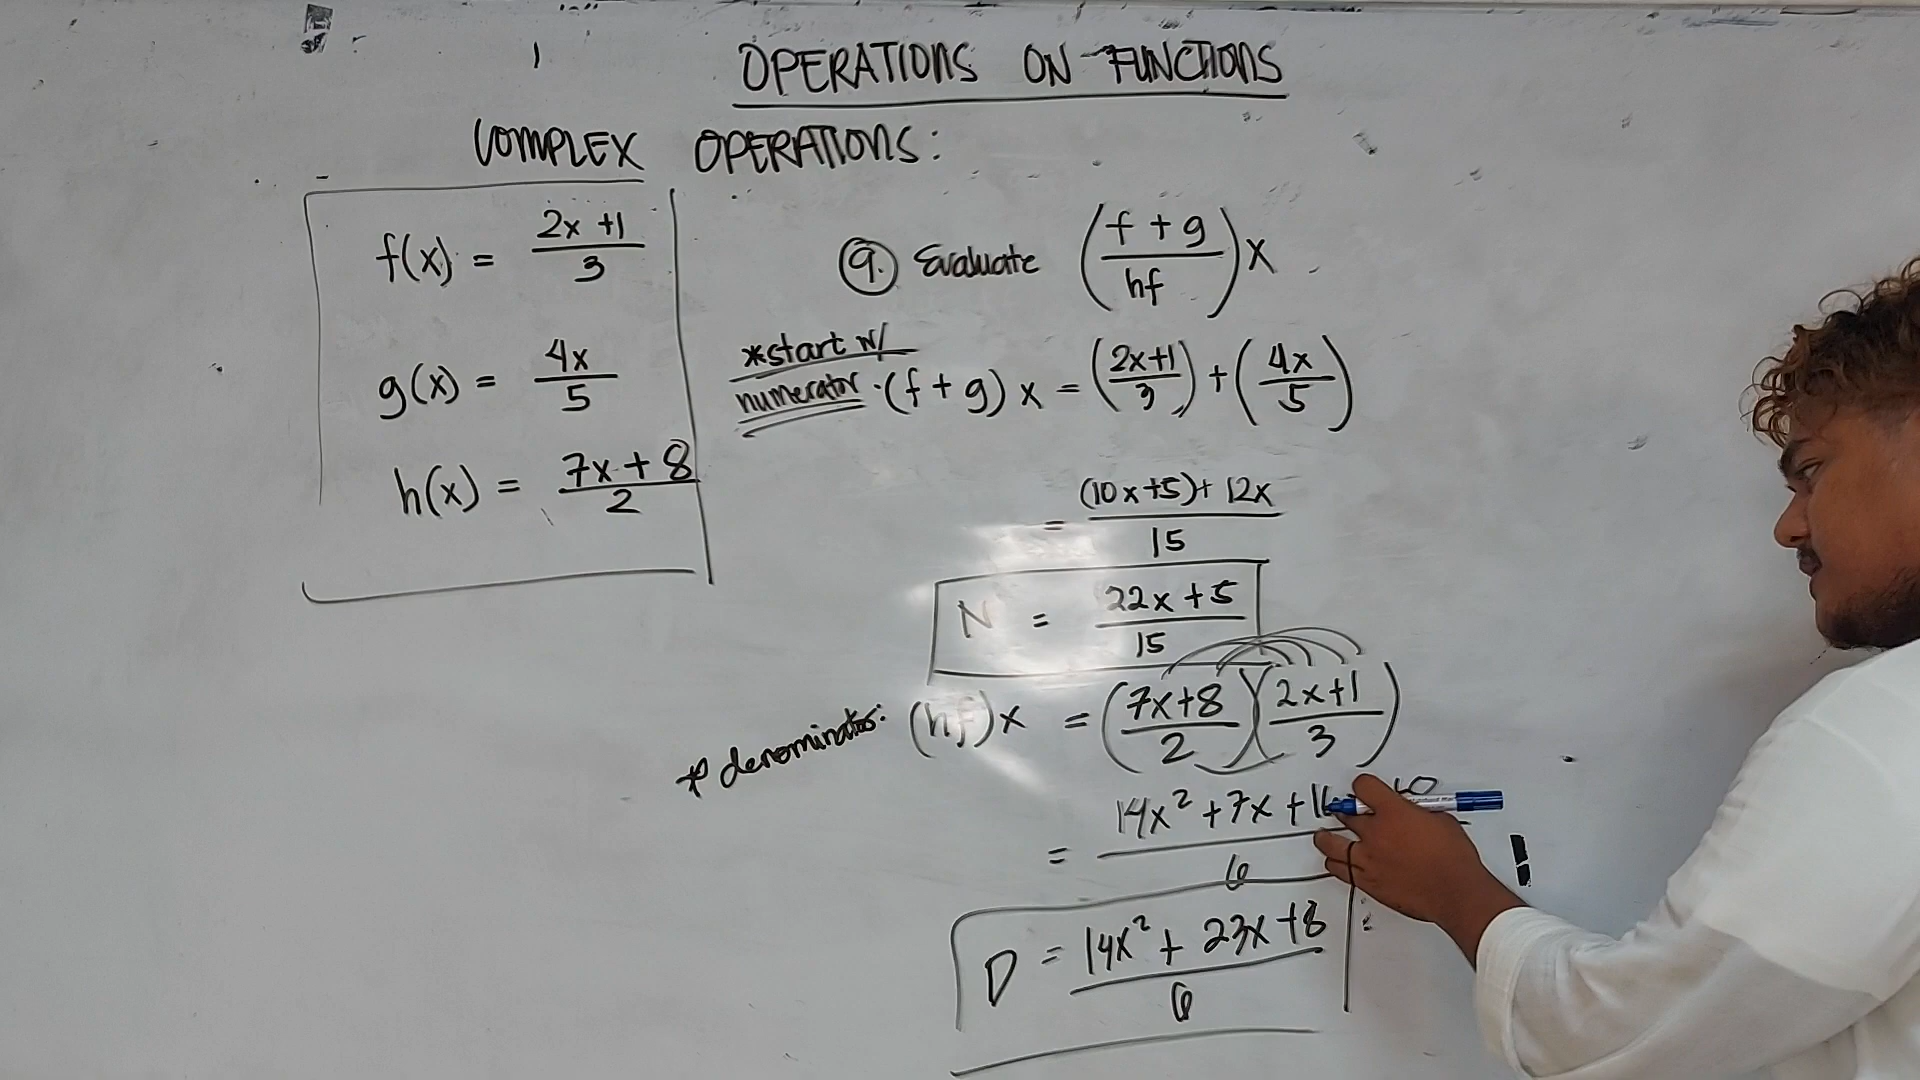 OPERATIONS ON FUNCTIONS
COMPLEX OPERATIONS:
f(x) = (2x+1)/3
g(x) = 4x/5
h(x) = (7x+8)/2
9. Evaluate ((f+g)/hf)x
*start w/
numerator. (f+g)x = ((2x+1)/3) + (4x/5)
= ((10x+5)+12x)/15
N = (22x+5)/15
* denominator: (hf)x = ((7x+8)/2)((2x+1)/3)
= 14x²+7x+16
6
D = (14x²+23x+8)/6